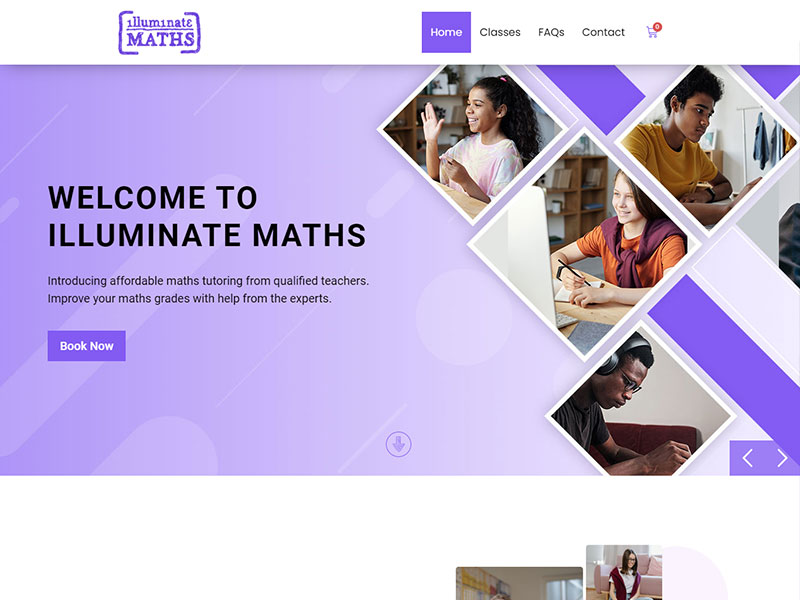 illuminate
MATHS
Home
Classes
FAQs
Contact
0
WELCOME TO
ILLUMINATE MATHS
Introducing affordable maths tutoring from qualified teachers.
Improve your maths grades with help from the experts.
Book Now